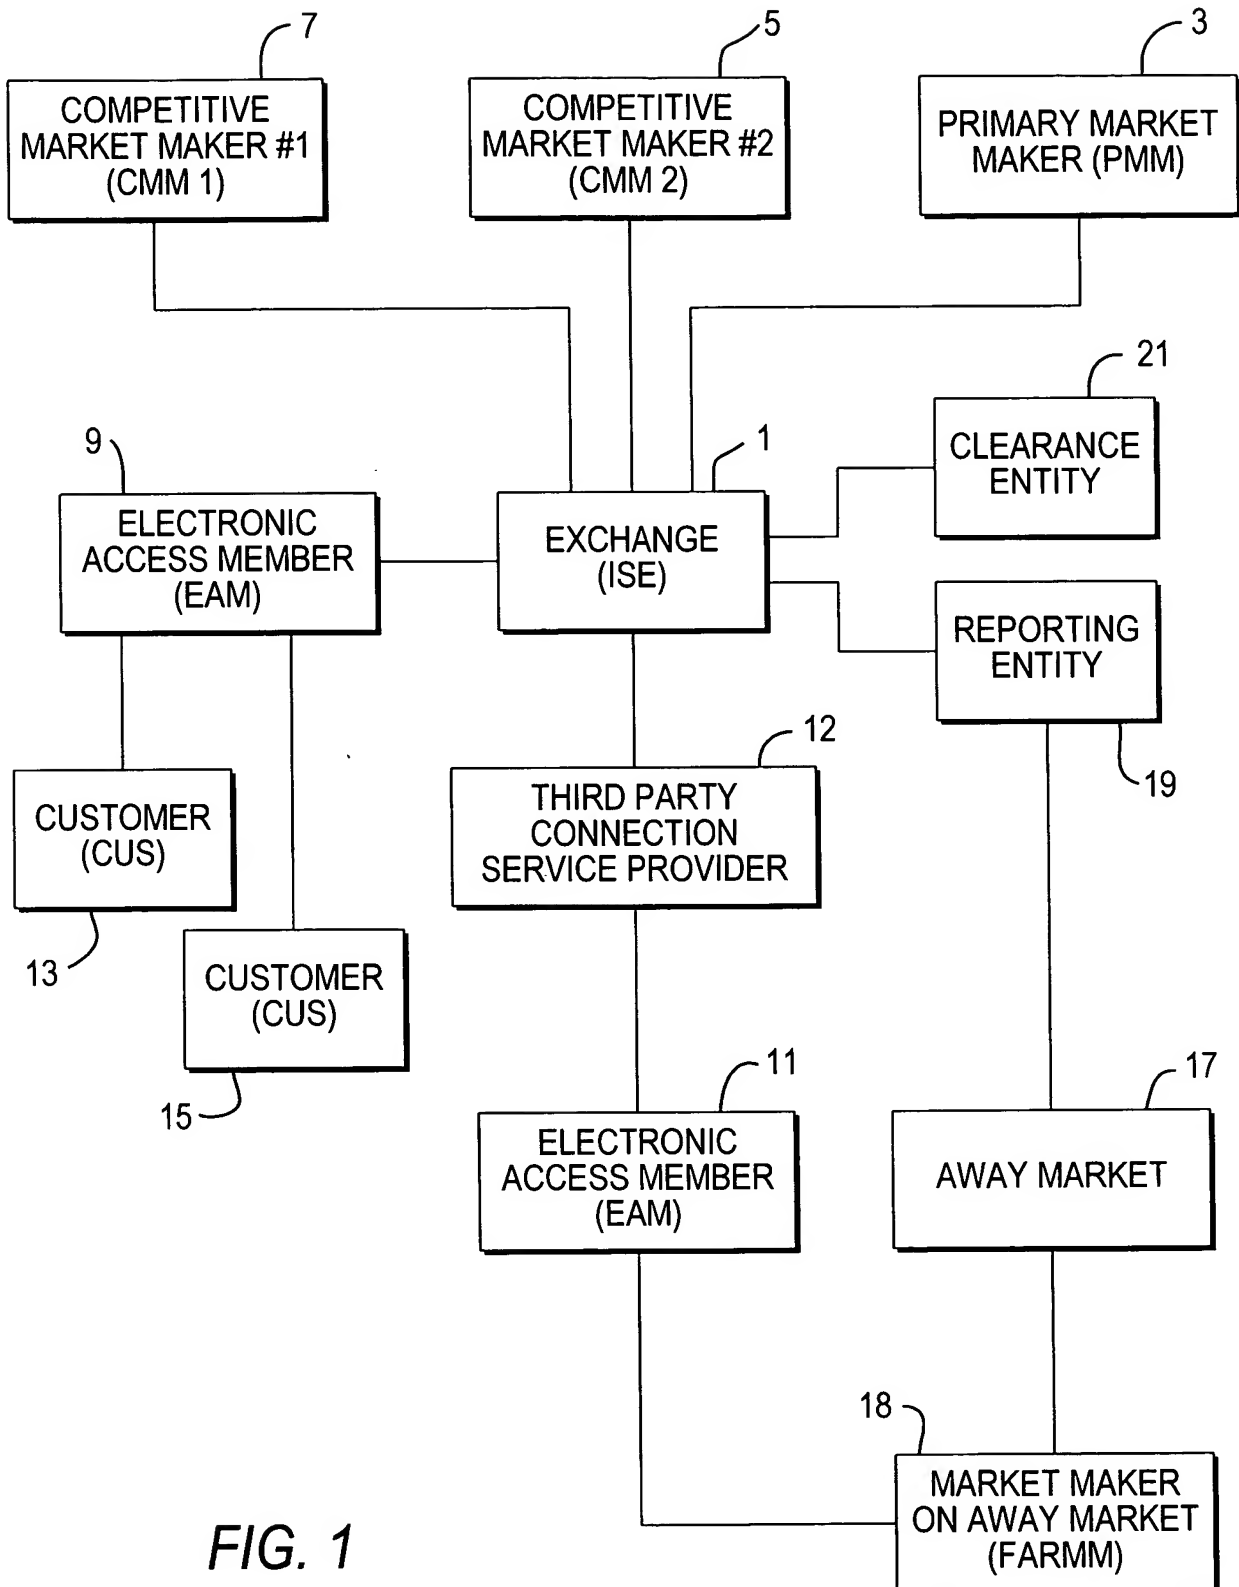 7
5
3
COMPETITIVE
MARKET MAKER #1
(CMM 1)
COMPETITIVE
MARKET MAKER #2
(CMM 2)
PRIMARY MARKET
MAKER (PMM)
21
CLEARANCE
ENTITY
9
1
ELECTRONIC
ACCESS MEMBER
(EAM)
EXCHANGE
(ISE)
REPORTING
ENTITY
19
12
THIRD PARTY
CONNECTION
SERVICE PROVIDER
CUSTOMER
(CUS)
13
CUSTOMER
(CUS)
15
11
ELECTRONIC
ACCESS MEMBER
(EAM)
17
AWAY MARKET
18
MARKET MAKER
ON AWAY MARKET
(FARMM)
FIG. 1